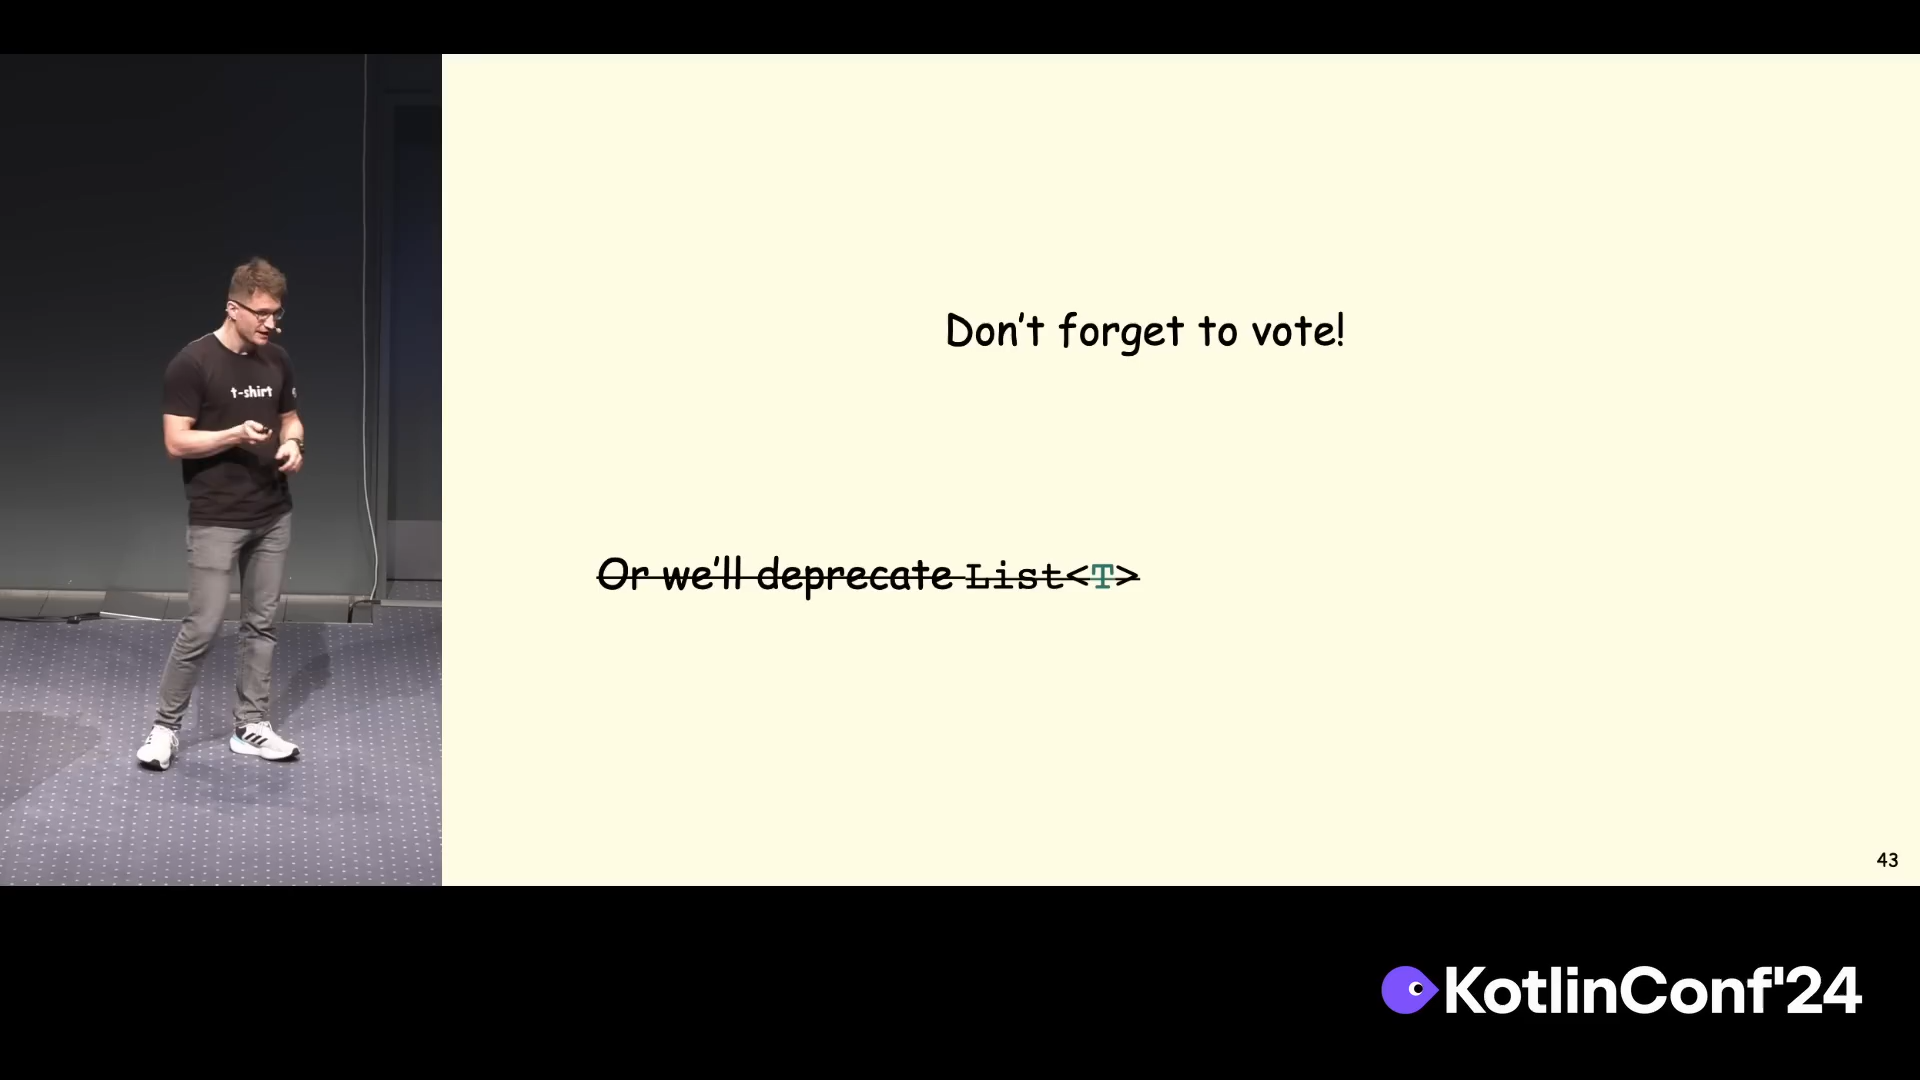 Don't forget to vote!
t-shirt
Or we'll deprecate List<T>
43
KotlinConf'24